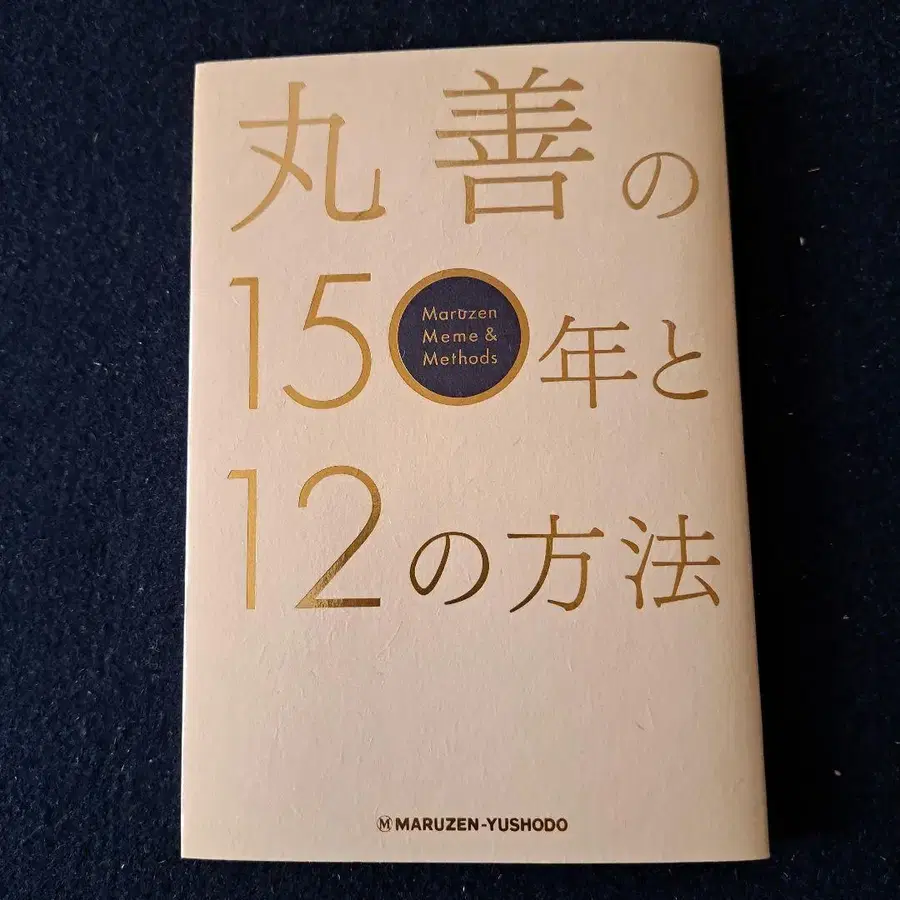 丸善の
150年と
Maruzen
Meme &
Methods
12の方法
M MARUZEN-YUSHODO